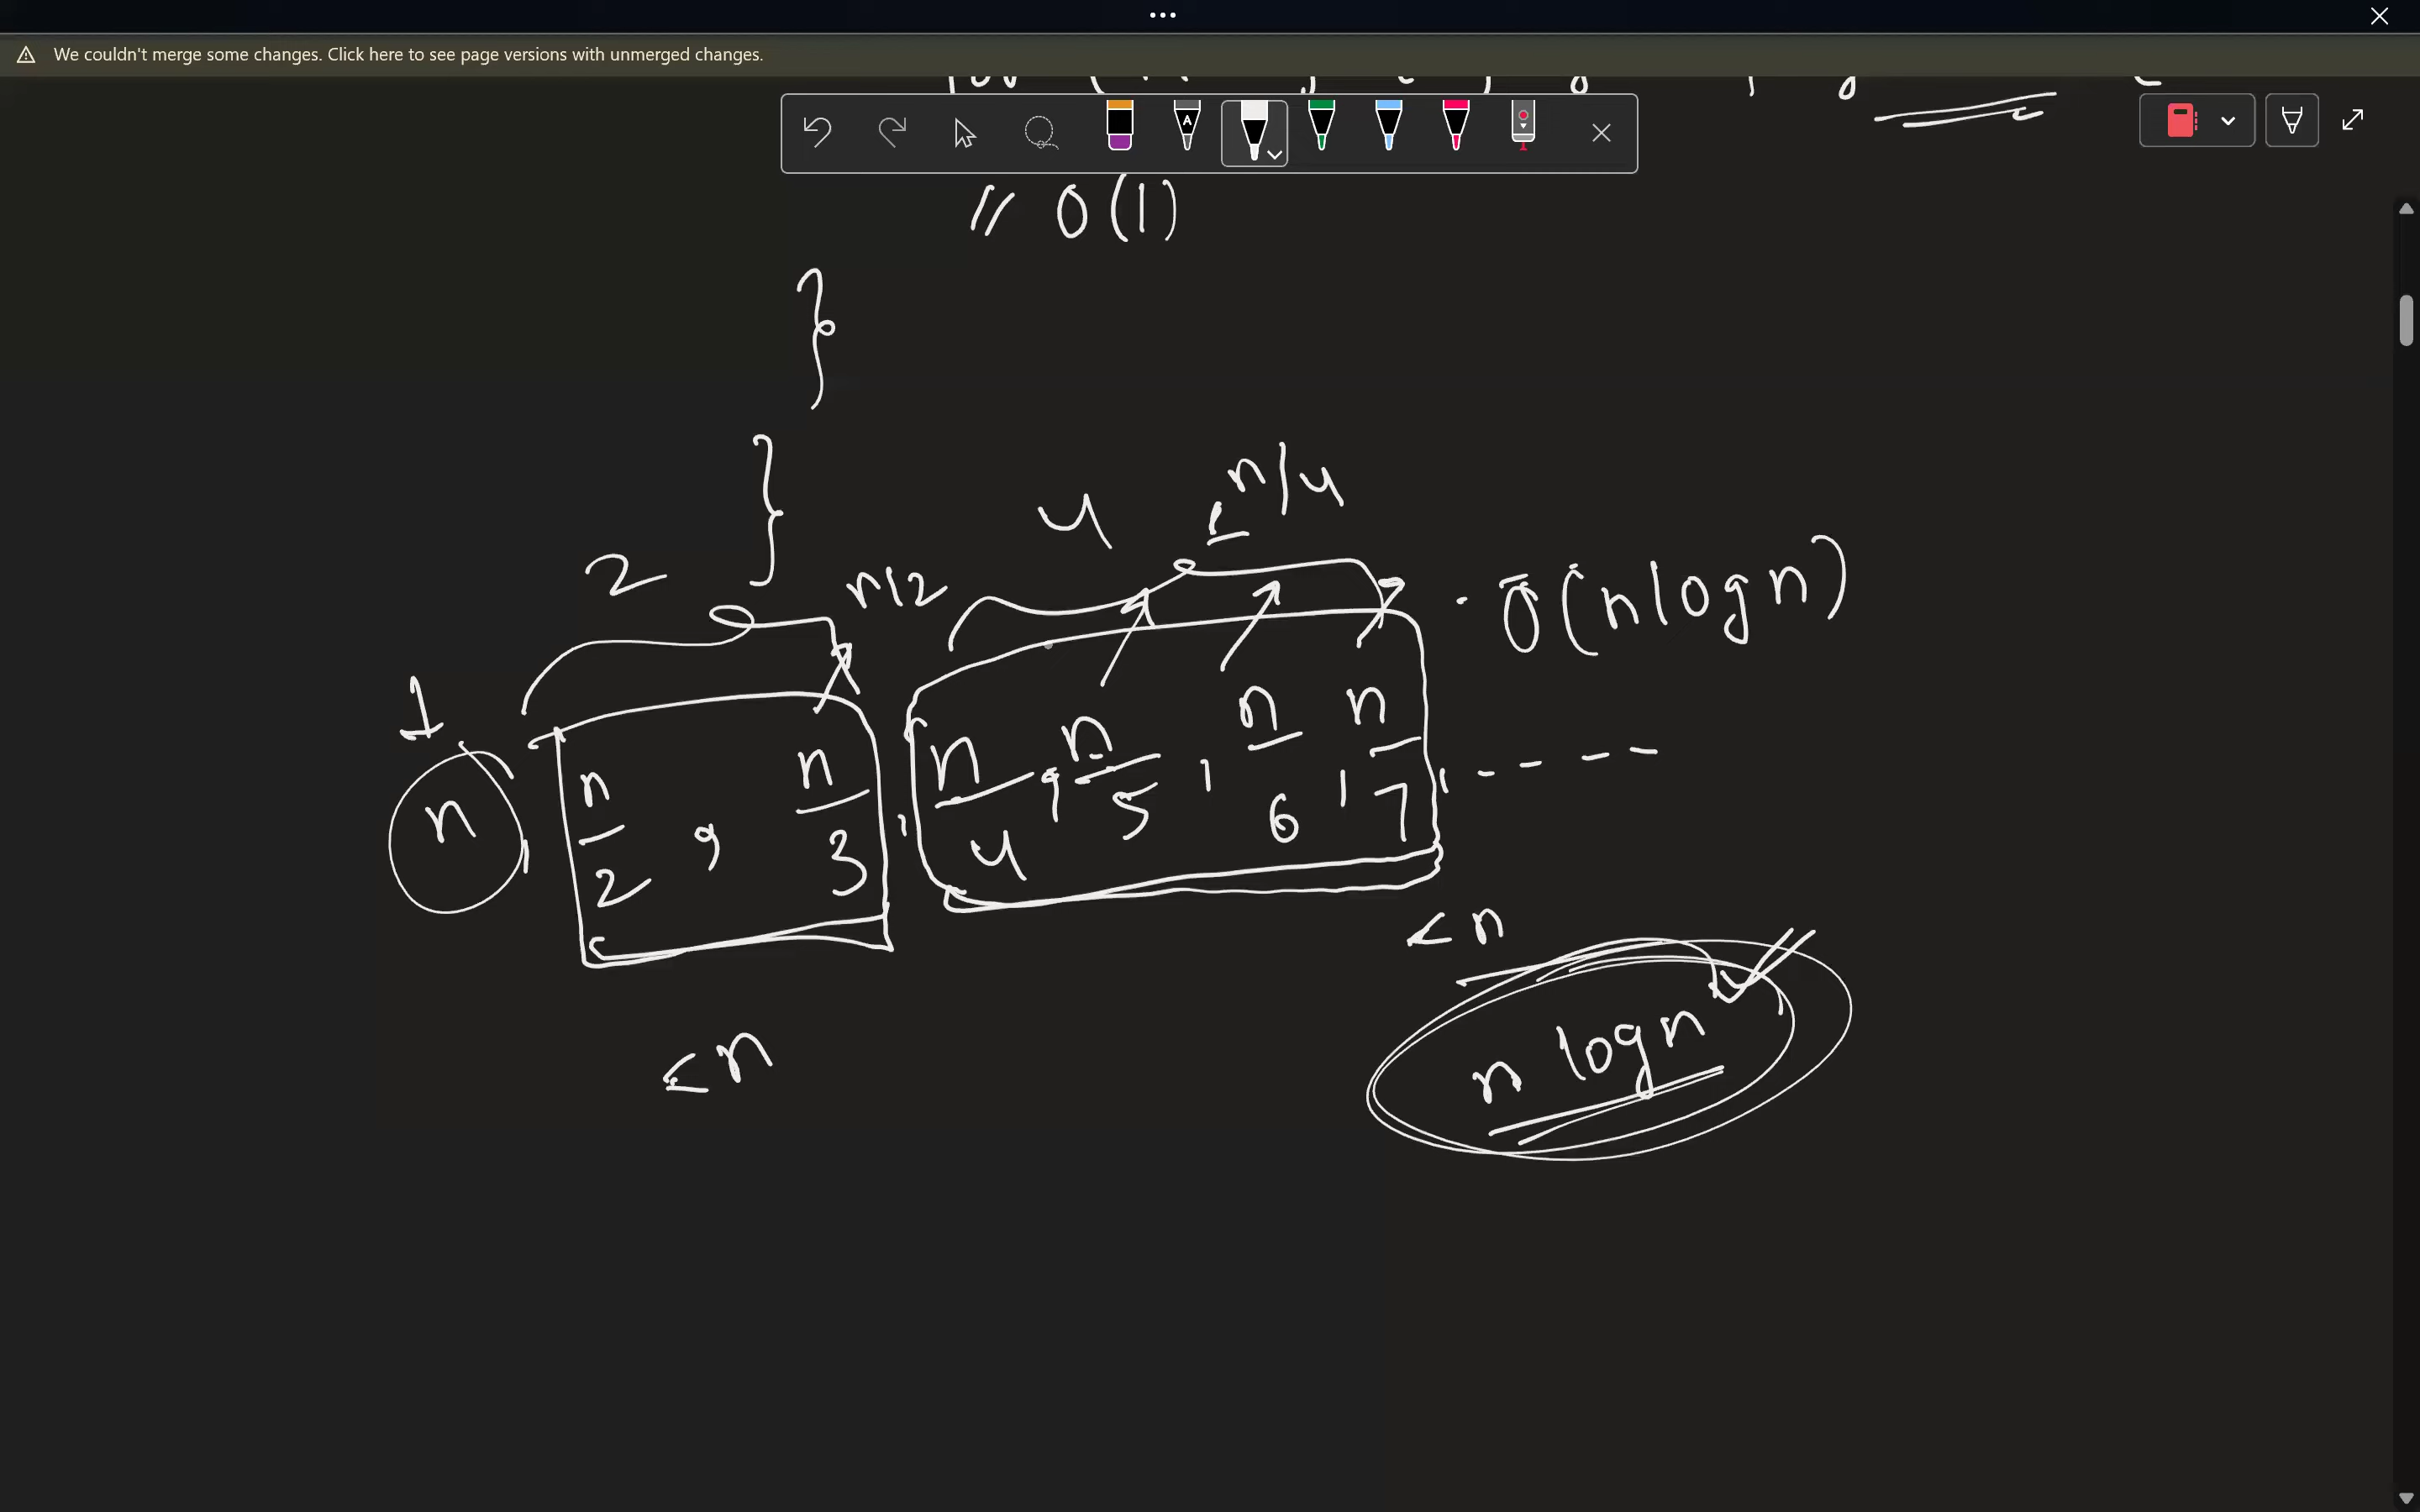 We couldn't merge some changes. Click here to see page versions with unmerged changes.
A
// O(1)
}
}
2 n/2 4 ≤ n/4 O(n log n)
1
n, n/2 , n/3 , n/4 , n/5 , n/6 , n/7 , - - - -
≤ n < n
n log n